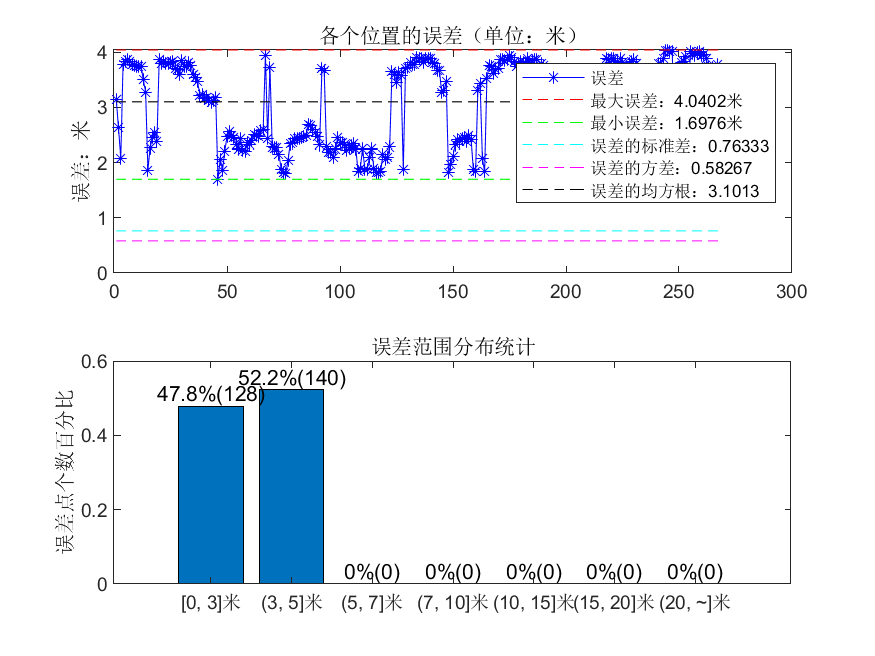 各个位置的误差（单位：米）
4
3
2
1
0
误差：米
误差
最大误差：4.0402米
最小误差：1.6976米
误差的标准差：0.76333
误差的方差：0.58267
误差的均方根：3.1013
0 50 100 150 200 250 300
误差范围分布统计
0.6
0.4
0.2
0
误差点个数百分比
47.8%(128)
52.2%(140)
0%(0) 0%(0) 0%(0) 0%(0) 0%(0)
[0, 3]米 (3, 5]米 (5, 7]米 (7, 10]米 (10, 15]米 (15, 20]米 (20, ~]米